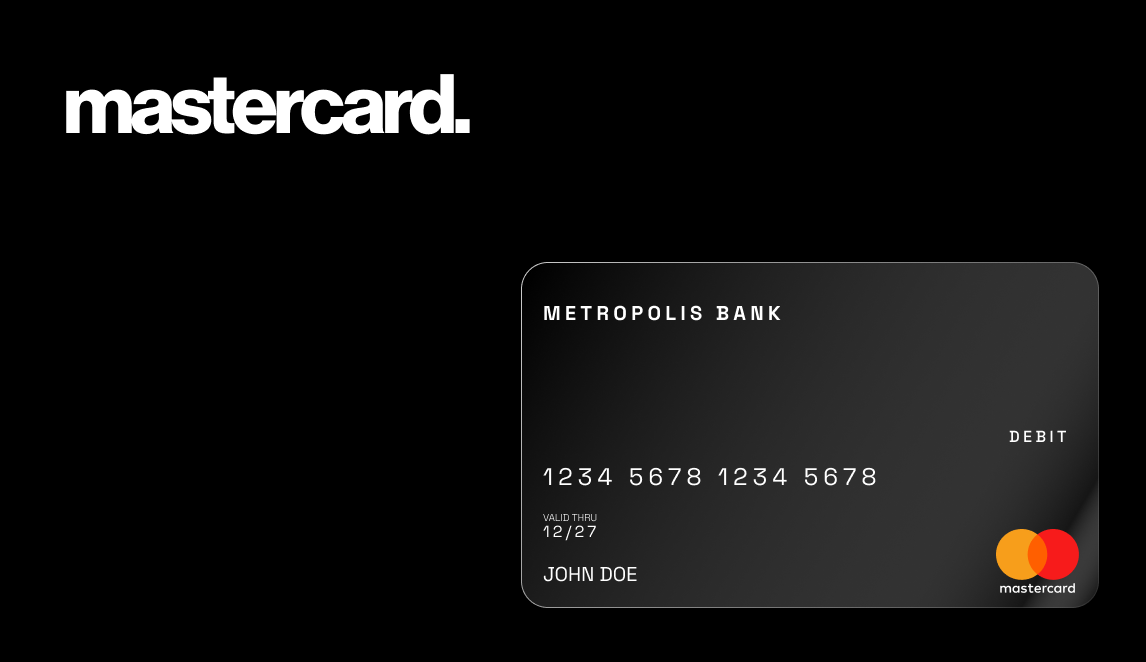 mastercard.
METROPOLIS BANK
DEBIT
1234 5678 1234 5678
VALID THRU
12/27
JOHN DOE
mastercard